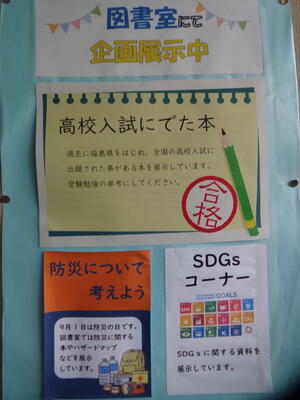 図書室にて
企画展示中
高校入試にでた本
過去に福島県をはじめ、全国の高校入試に
出題された事がある本を展示しています。
受験勉強の参考にしてください。
合格
防災について
考えよう
9月1日は防災の日です。
図書室では防災に関する
本やハザードマップ
などを展示
しています。
SDGs
コーナー
GOALS
SDGsに関する資料を
展示しています。